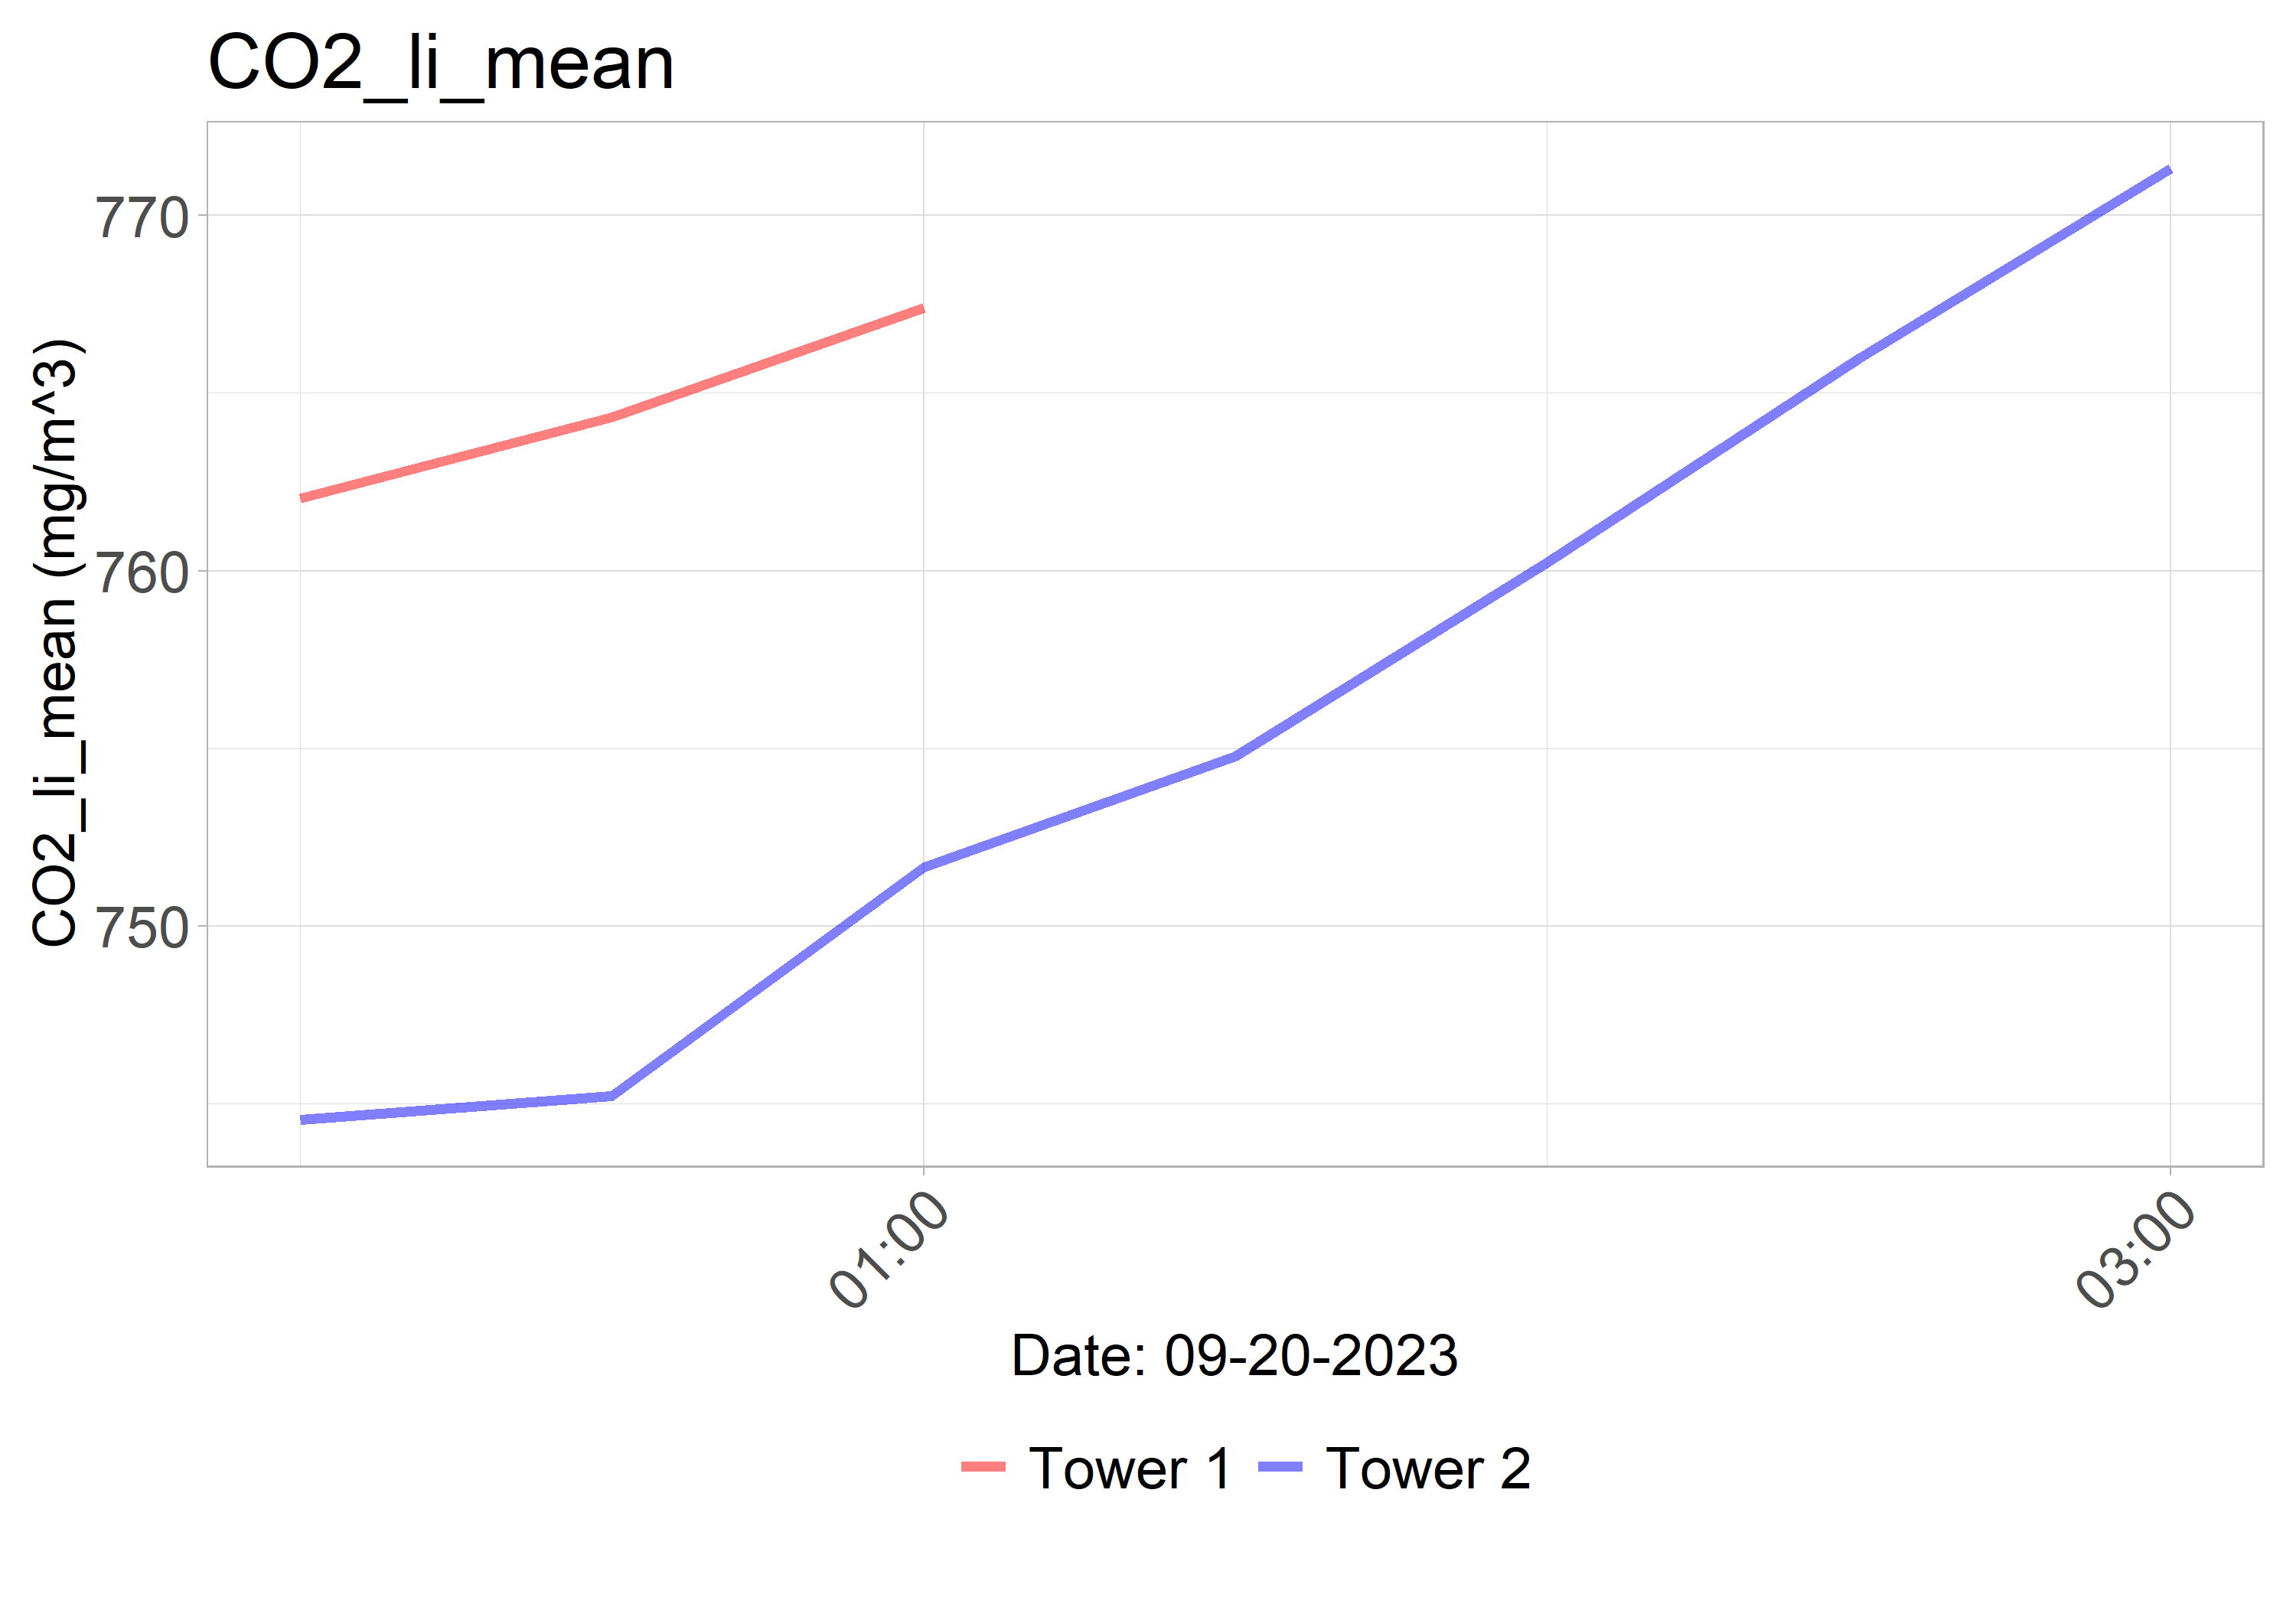 CO2_li_mean
CO2_li_mean (mg/m^3)
770
760
750
01:00
03:00
Date: 09-20-2023
Tower 1
Tower 2